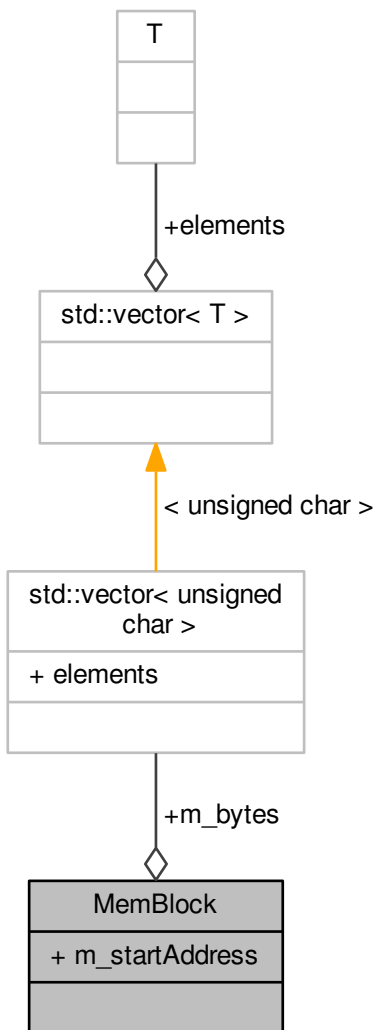 T
+elements
std::vector< T >
< unsigned char >
std::vector< unsigned
char >
+ elements
+m_bytes
MemBlock
+ m_startAddress